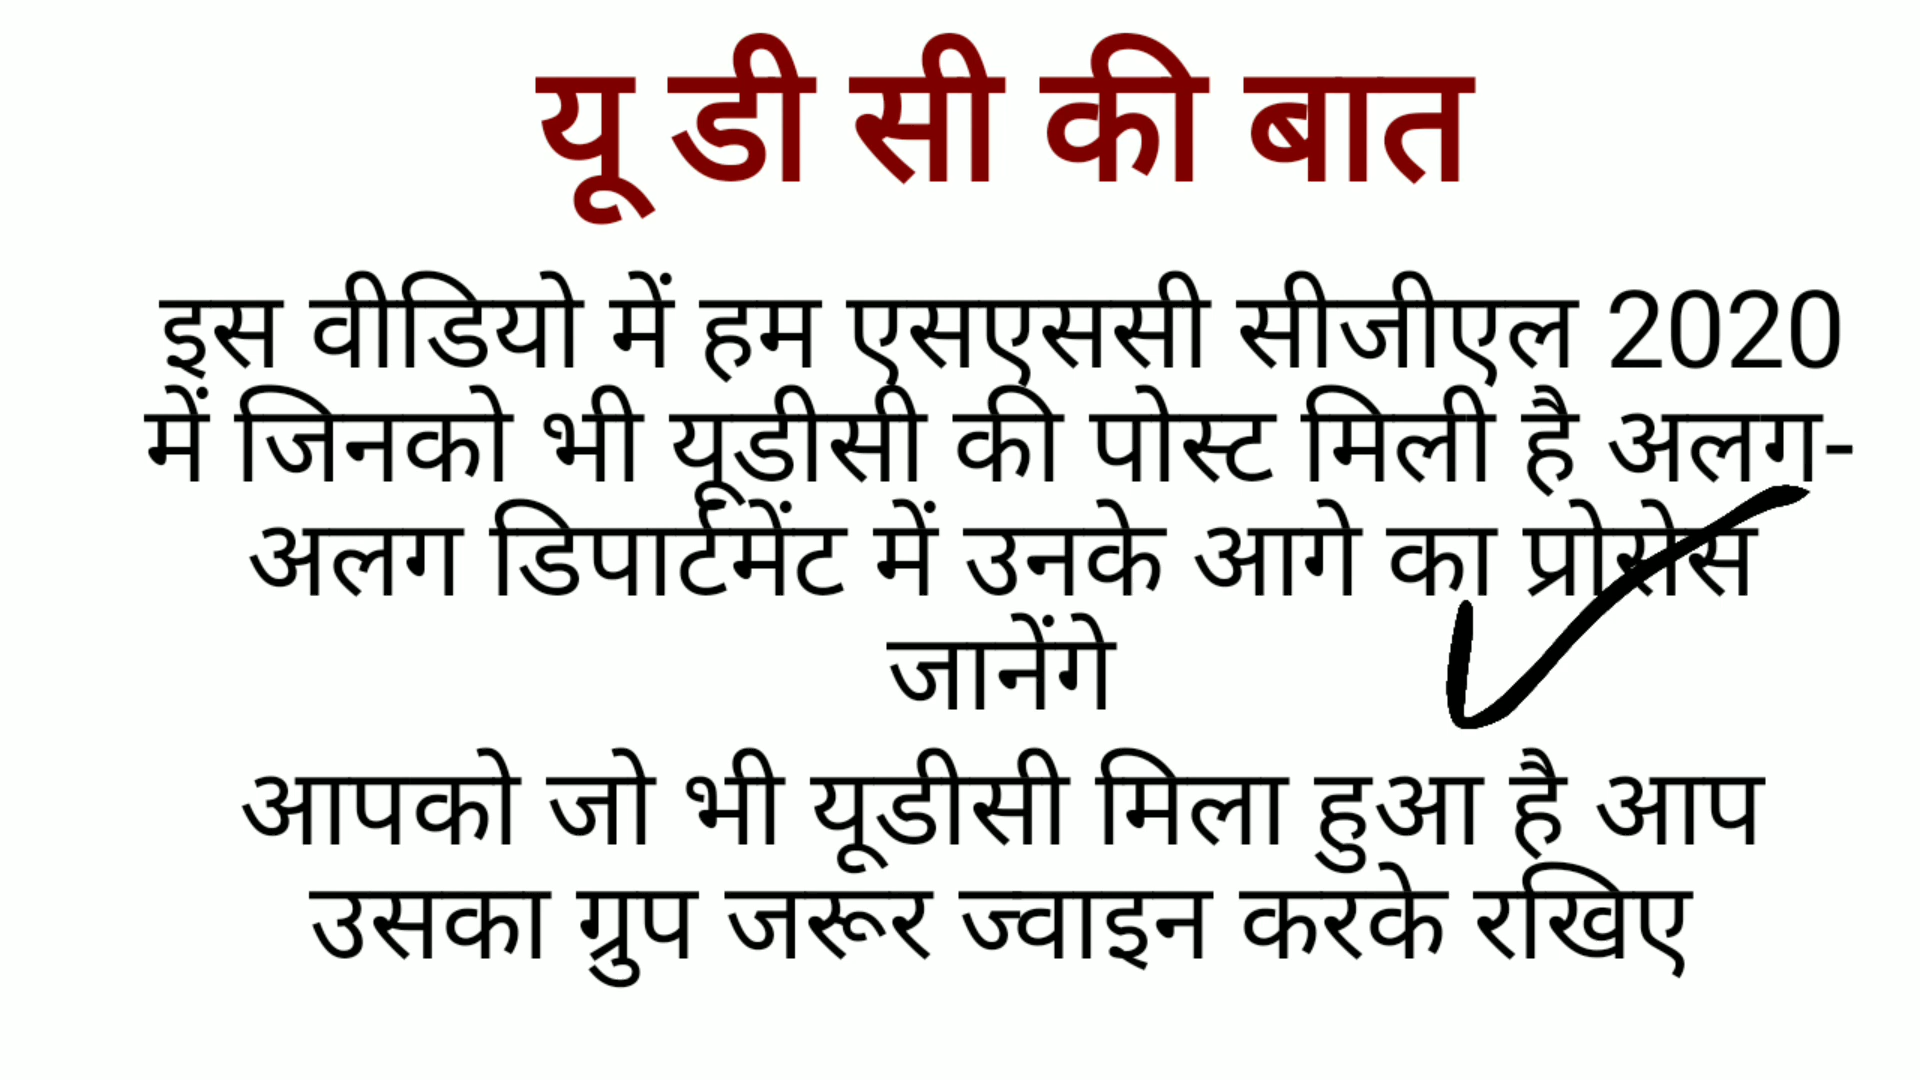 यू डी सी की बात
इस वीडियो में हम एसएससी सीजीएल 2020
में जिनको भी यूडीसी की पोस्ट मिली है अलग-
अलग डिपार्टमेंट में उनके आगे का प्रोसेस
जानेंगे
आपको जो भी यूडीसी मिला हुआ है आप
उसका ग्रुप जरूर ज्वाइन करके रखिए